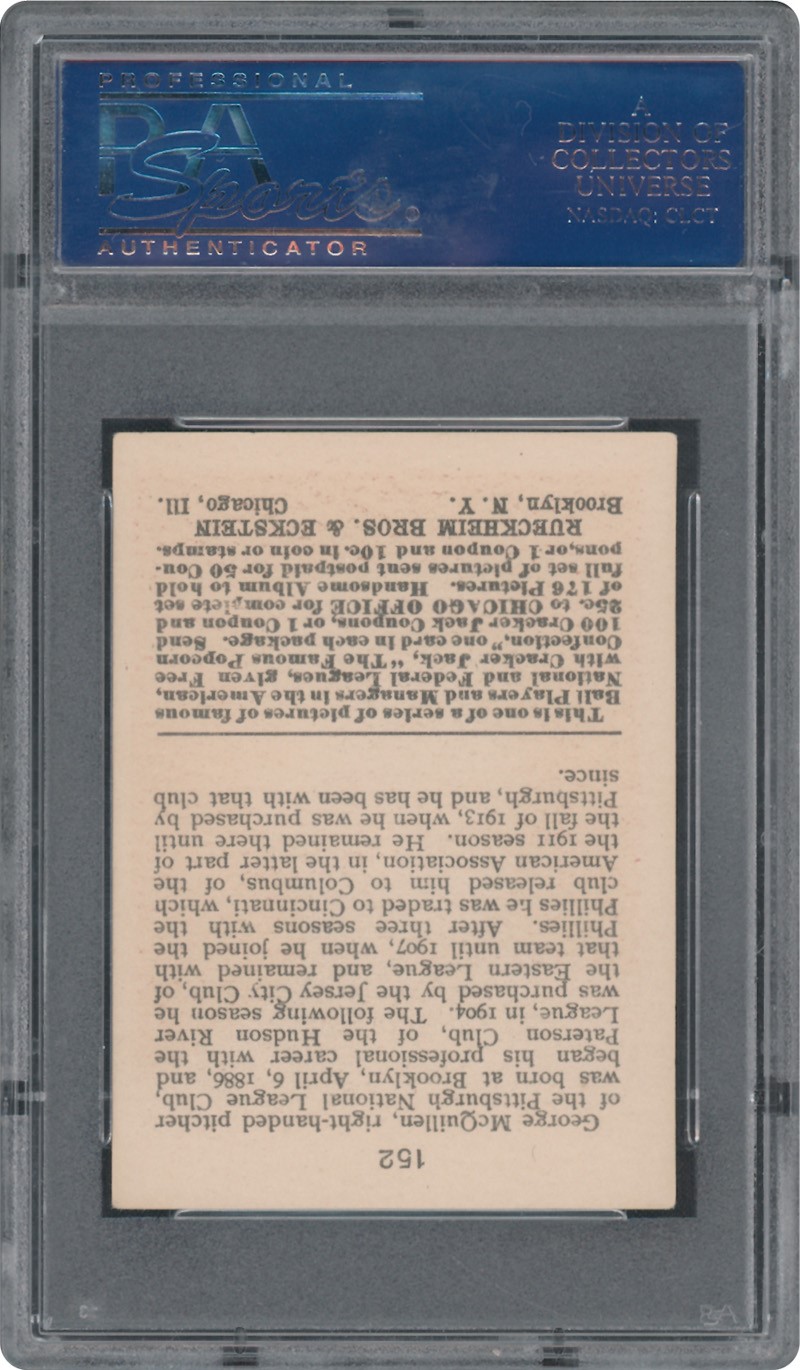 PROFESSIONAL
PSA
Sports®
AUTHENTICATOR
A
DIVISION OF
COLLECTORS
UNIVERSE
NASDAQ: CLCT
152
George McQuillen, right-handed pitcher
of the Pittsburgh National League Club,
was born at Brooklyn, April 6, 1886, and
began his professional career with the
Paterson Club, of the Hudson River
League, in 1904. The following season he
was purchased by the Jersey City Club, of
the Eastern League, and remained with
that team until 1907, when he joined the
Phillies. After three seasons with the
Phillies he was traded to Cincinnati, which
club released him to Columbus, of the
American Association, in the latter part of
the 1911 season. He remained there until
the fall of 1913, when he was purchased by
Pittsburgh, and he has been with that club
since.
This is one of a series of pictures of famous
Ball Players and Managers in the American,
National and Federal Leagues, given Free
with Cracker Jack, "The Famous Popcorn
Confection," one card in each package. Send
100 Cracker Jack Coupons, or 1 Coupon and
25c. to CHICAGO OFFICE for complete set
of 176 Pictures. Handsome Album to hold
full set of pictures sent postpaid for 50 Cou-
pons, or 1 Coupon and 10c. in coin or stamps.
RUECKHEIM BROS. & ECKSTEIN
Brooklyn, N. Y. Chicago, Ill.
PSA